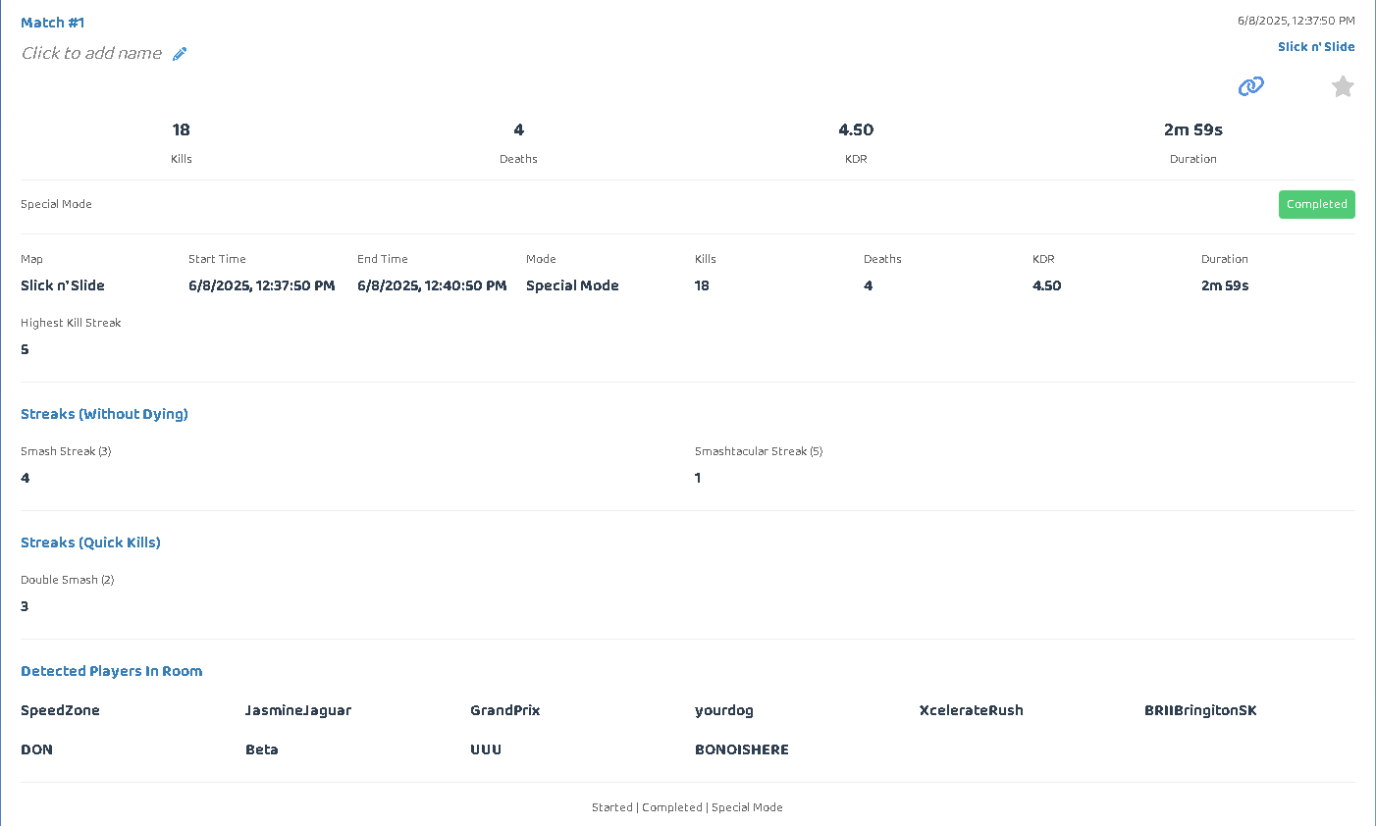 Match #1
6/8/2025, 12:37:50 PM
Click to add name
Slick n' Slide
18 4 4.50 2m 59s
Kills Deaths KDR Duration
Special Mode Completed
Map Start Time End Time Mode Kills Deaths KDR Duration
Slick n' Slide 6/8/2025, 12:37:50 PM 6/8/2025, 12:40:50 PM Special Mode 18 4 4.50 2m 59s
Highest Kill Streak
5
Streaks (Without Dying)
Smash Streak (3) Smashtacular Streak (5)
4 1
Streaks (Quick Kills)
Double Smash (2)
3
Detected Players In Room
SpeedZone JasmineJaguar GrandPrix yourdog XcelerateRush BRIIBringitonSK
DON Beta UUU BONOISHERE
Started | Completed | Special Mode